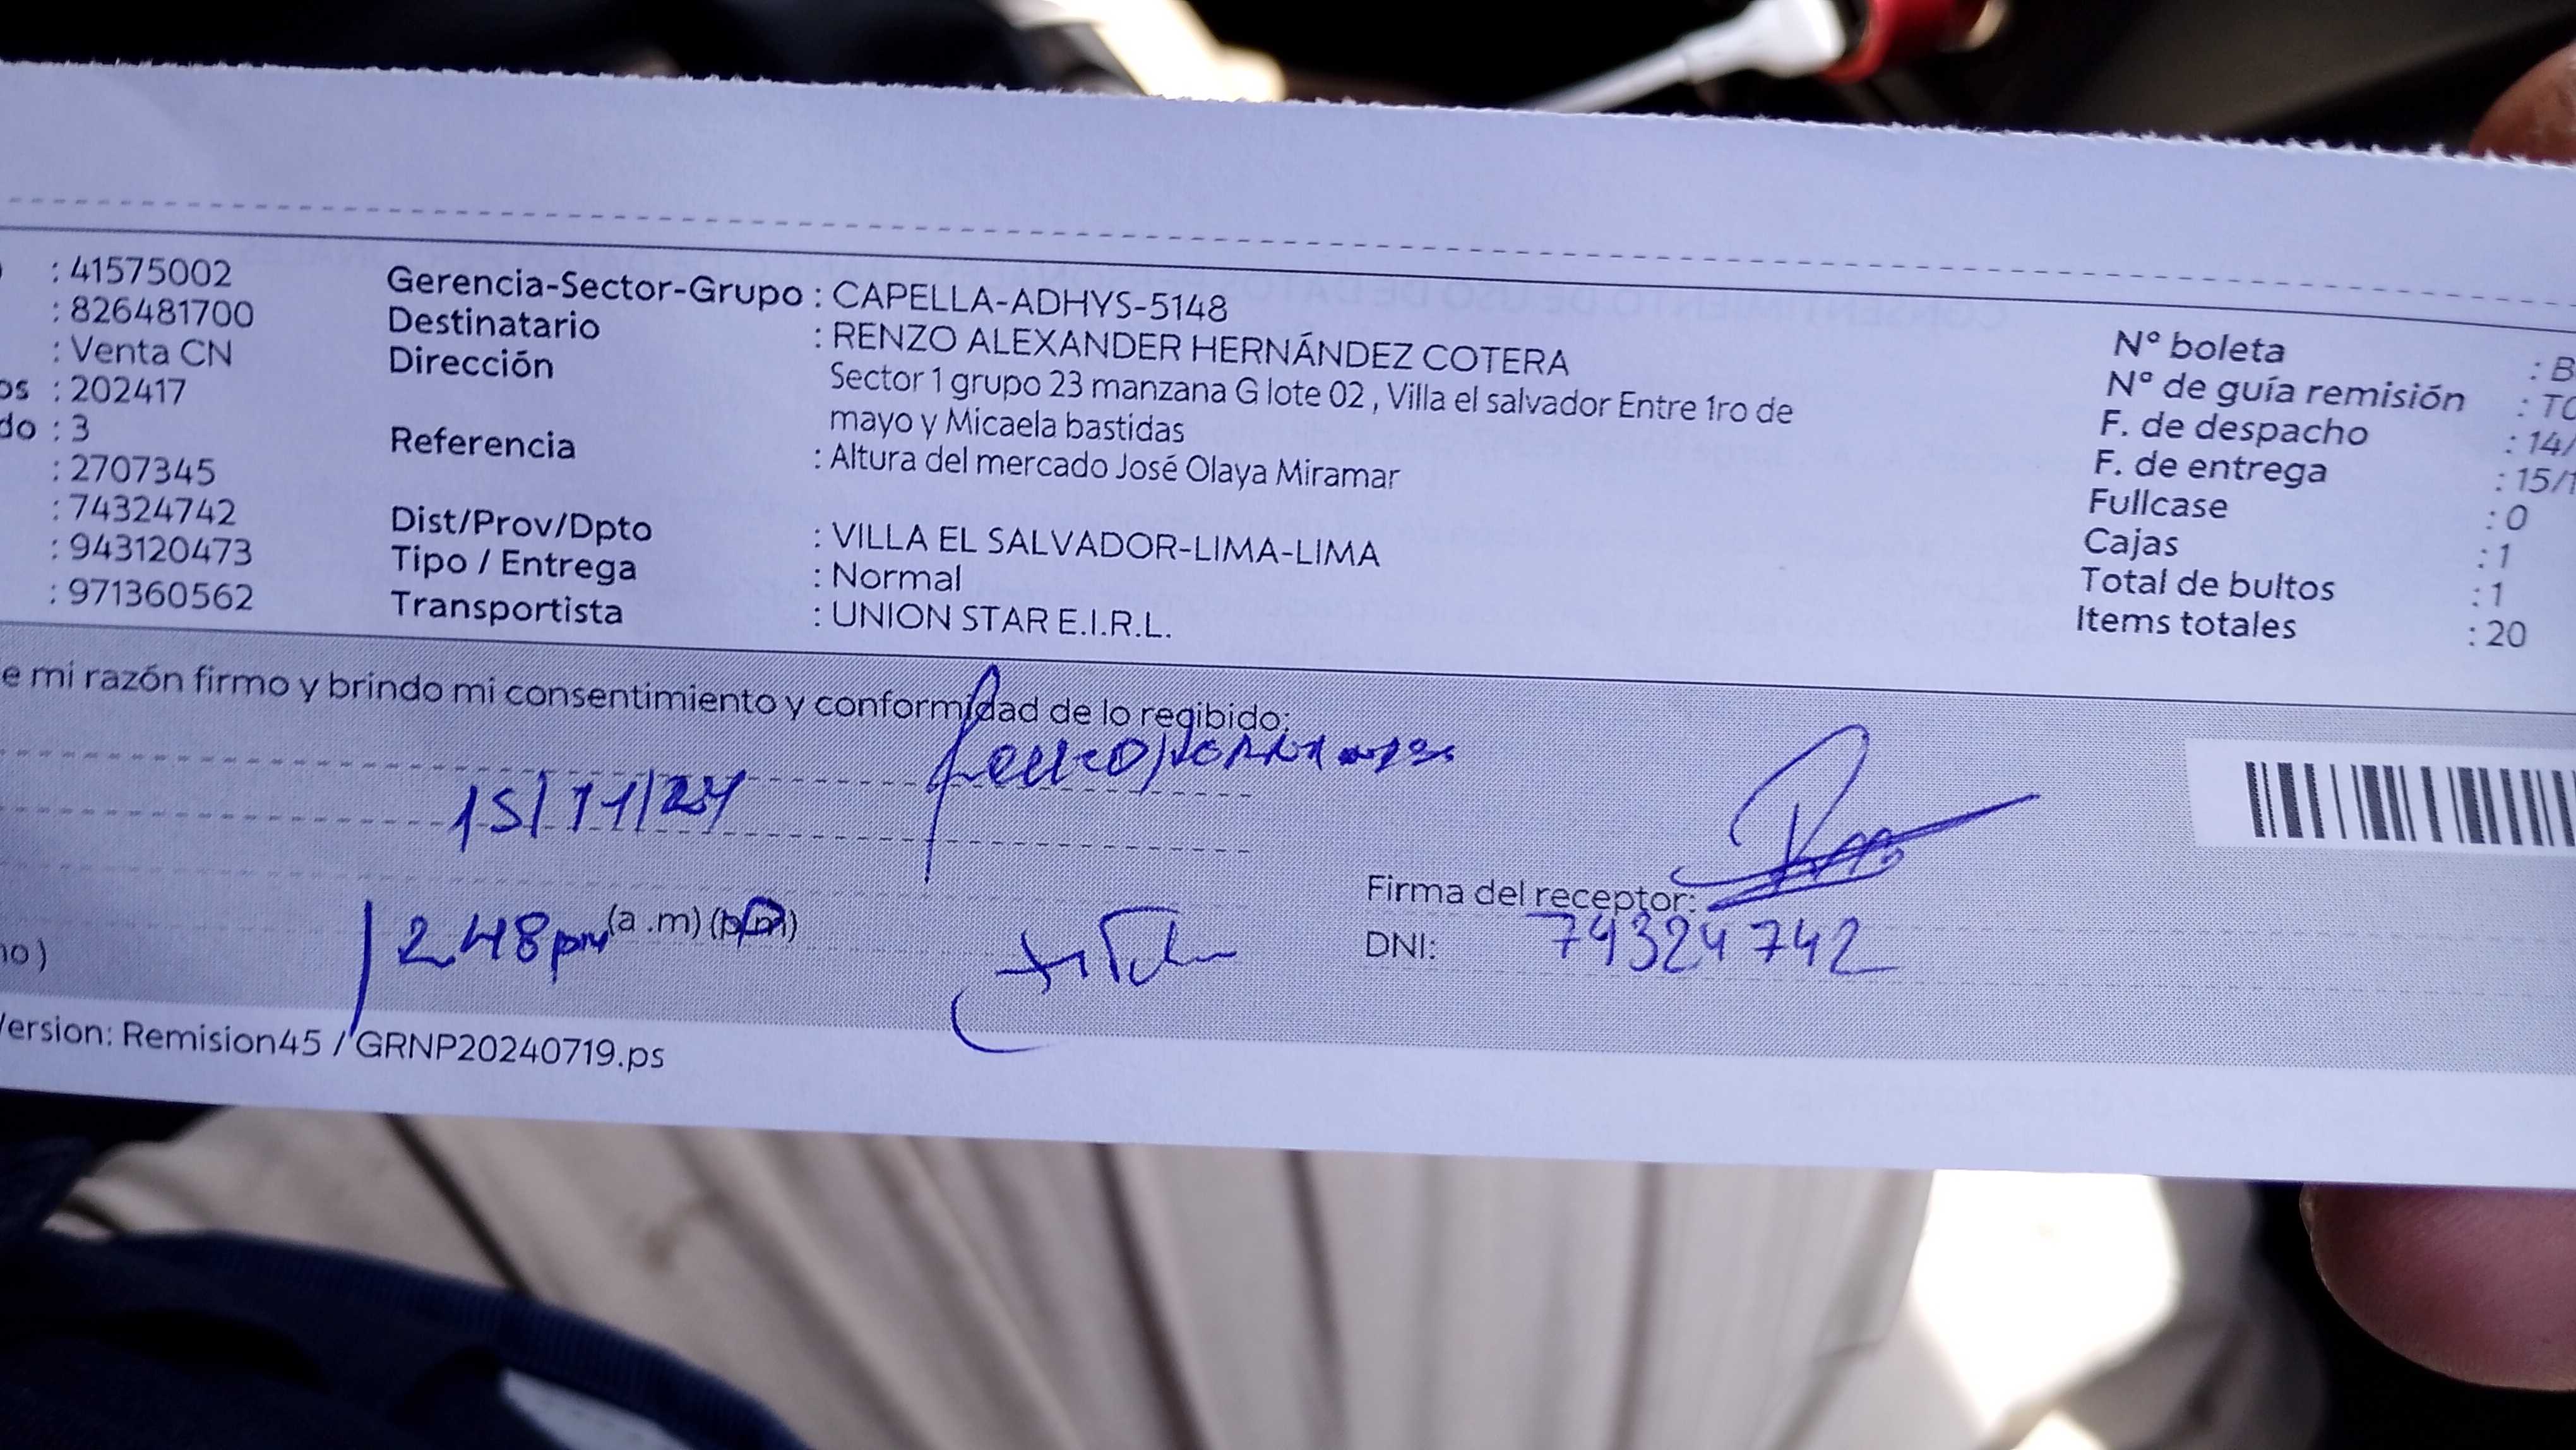 : 41575002
: 826481700
: Venta CN
os : 202417
do : 3
: 2707345
: 74324742
: 943120473
: 971360562
Gerencia-Sector-Grupo : CAPELLA-ADHYS-5148
Destinatario : RENZO ALEXANDER HERNÁNDEZ COTERA
Dirección Sector 1 grupo 23 manzana G lote 02 , Villa el salvador Entre 1ro de
mayo y Micaela bastidas
Referencia : Altura del mercado José Olaya Miramar
Dist/Prov/Dpto : VILLA EL SALVADOR-LIMA-LIMA
Tipo / Entrega : Normal
Transportista : UNION STAR E.I.R.L.
N° boleta : B
N° de guía remisión : T0
F. de despacho : 14/
F. de entrega : 15/1
Fullcase : 0
Cajas : 1
Total de bultos : 1
Items totales : 20
e mi razón firmo y brindo mi consentimiento y conformidad de lo recibido:
15/11/24
1248pm (a .m) (p.m)
Firma del receptor:
DNI: 74324742
no )
Version: Remision45 / GRNP20240719.ps